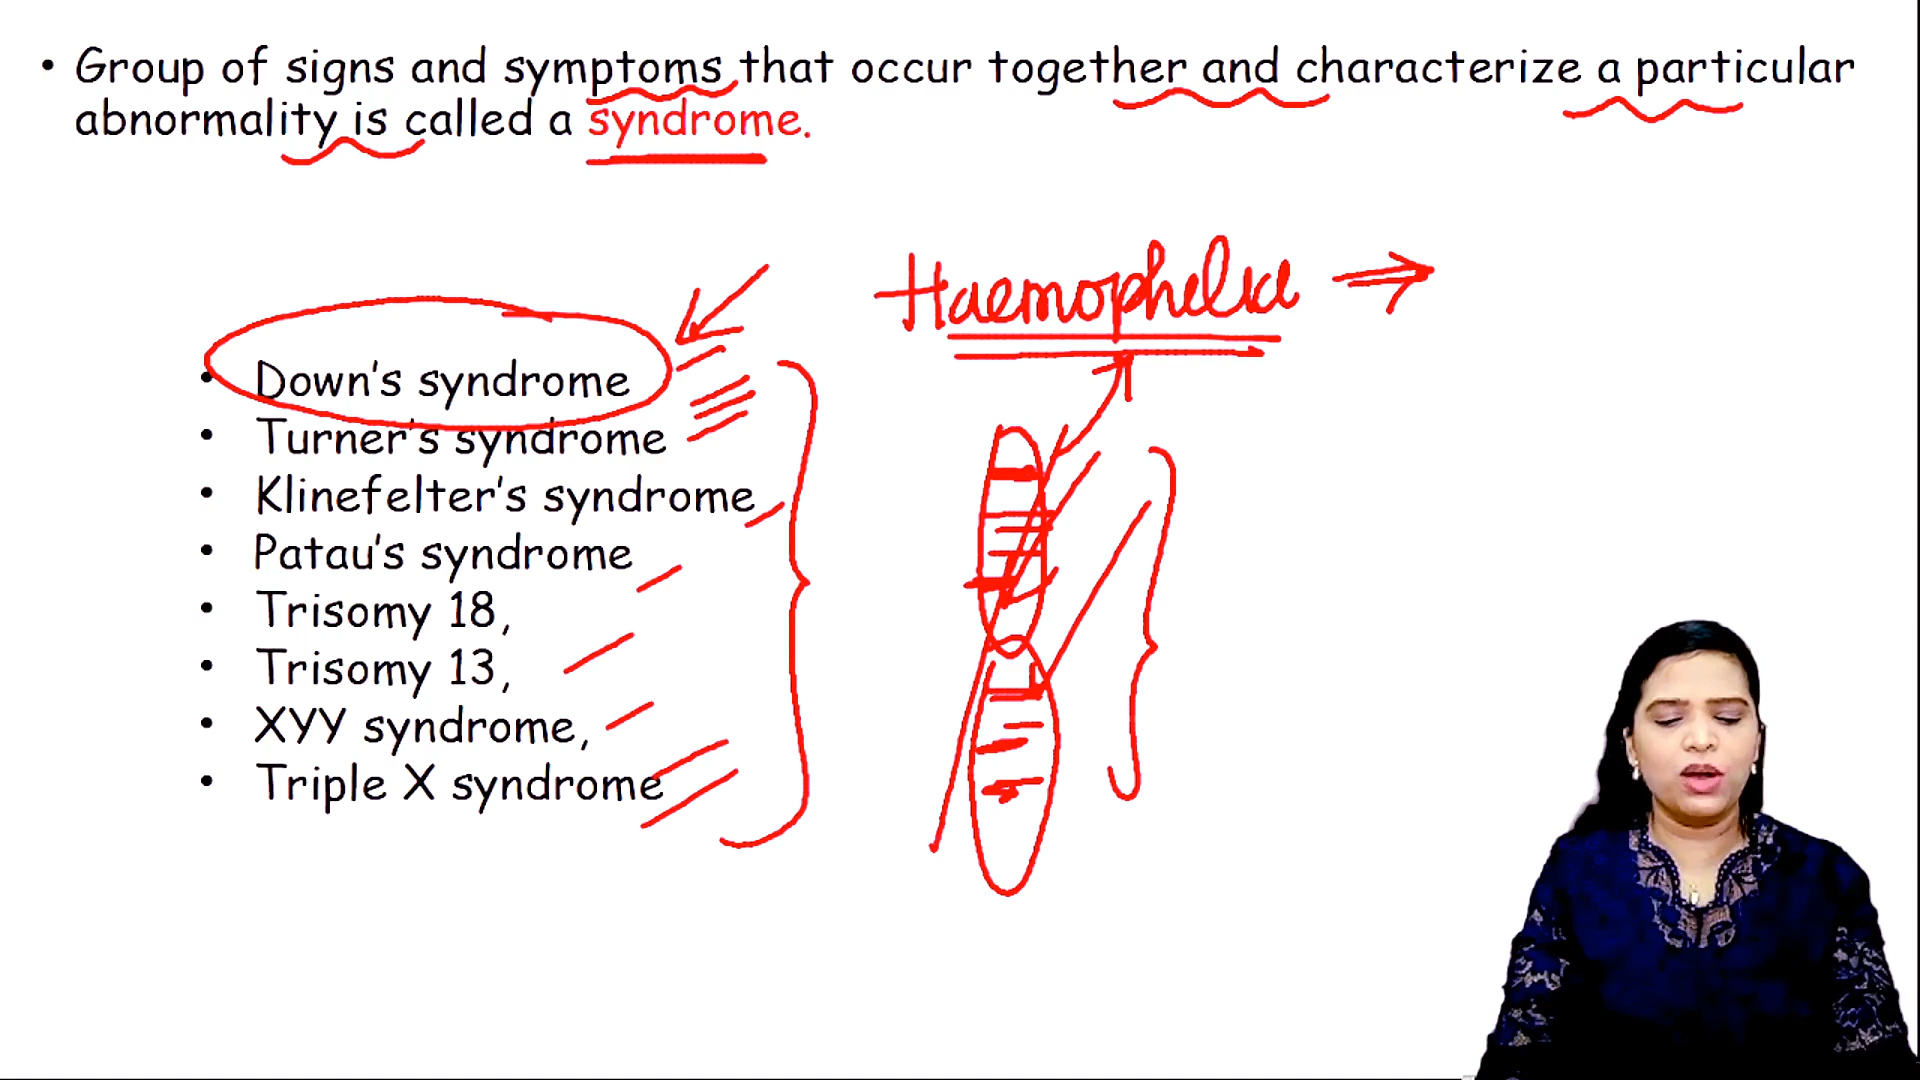 • Group of signs and symptoms that occur together and characterize a particular
abnormality is called a syndrome.
Haemophelia
• Down's syndrome
• Turner's syndrome
• Klinefelter's syndrome
• Patau's syndrome
• Trisomy 18,
• Trisomy 13,
• XYY syndrome,
• Triple X syndrome